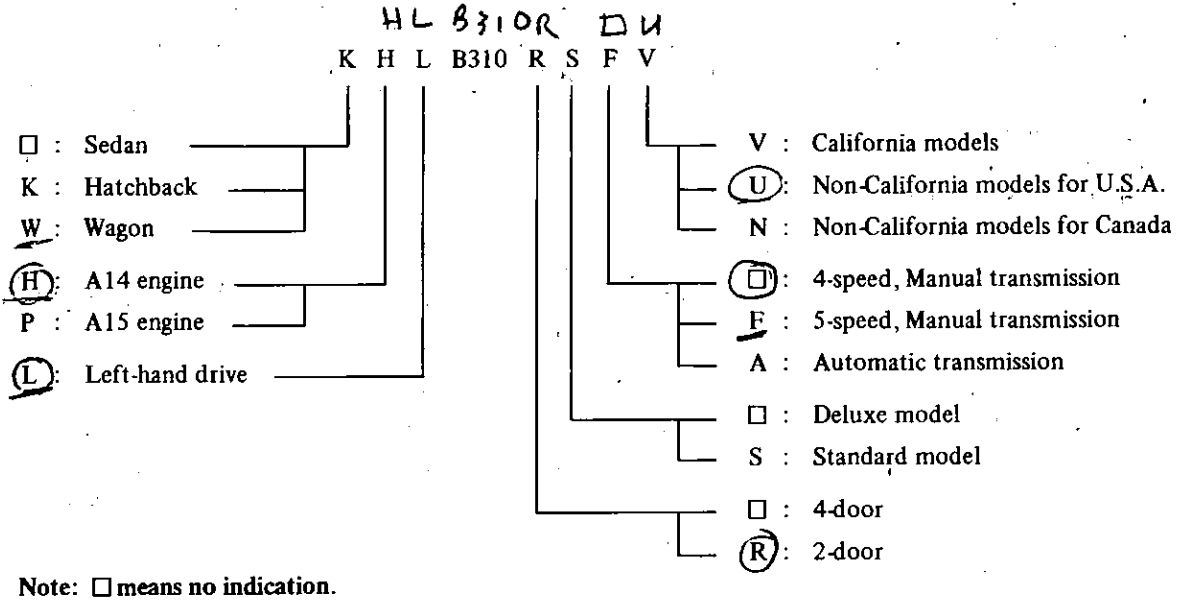 HL B310R □ U
K H L B310 R S F V
□ : Sedan
K : Hatchback
W : Wagon
H : A14 engine
P : A15 engine
L : Left-hand drive
V : California models
U : Non-California models for U.S.A.
N : Non-California models for Canada
□ : 4-speed, Manual transmission
F : 5-speed, Manual transmission
A : Automatic transmission
□ : Deluxe model
S : Standard model
□ : 4-door
R : 2-door
Note: □ means no indication.